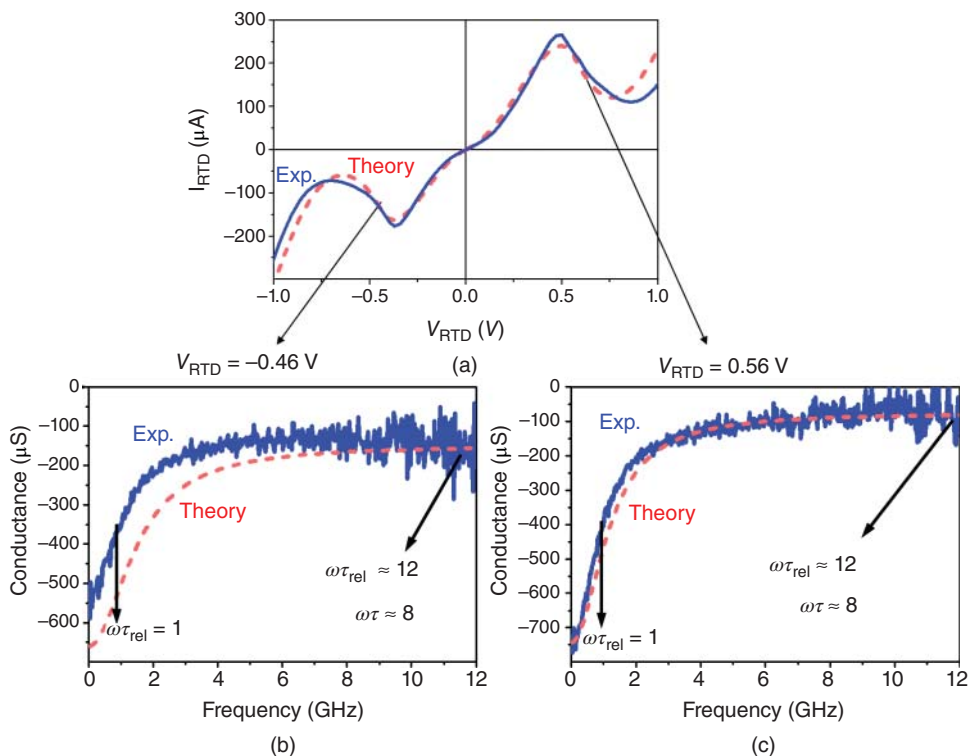 300
200
100
0
−100
−200
I_RTD (μA)
Exp.
Theory
−1.0 −0.5 0.0 0.5 1.0
V_RTD (V)
(a)
V_RTD = −0.46 V
V_RTD = 0.56 V
0
−100
−200
−300
−400
−500
−600
Conductance (μS)
Exp.
Theory
ωτ_rel = 1
ωτ_rel ≈ 12
ωτ ≈ 8
0 2 4 6 8 10 12
Frequency (GHz)
(b)
0
−100
−200
−300
−400
−500
−600
−700
Conductance (μS)
Exp.
Theory
ωτ_rel = 1
ωτ_rel ≈ 12
ωτ ≈ 8
0 2 4 6 8 10 12
Frequency (GHz)
(c)